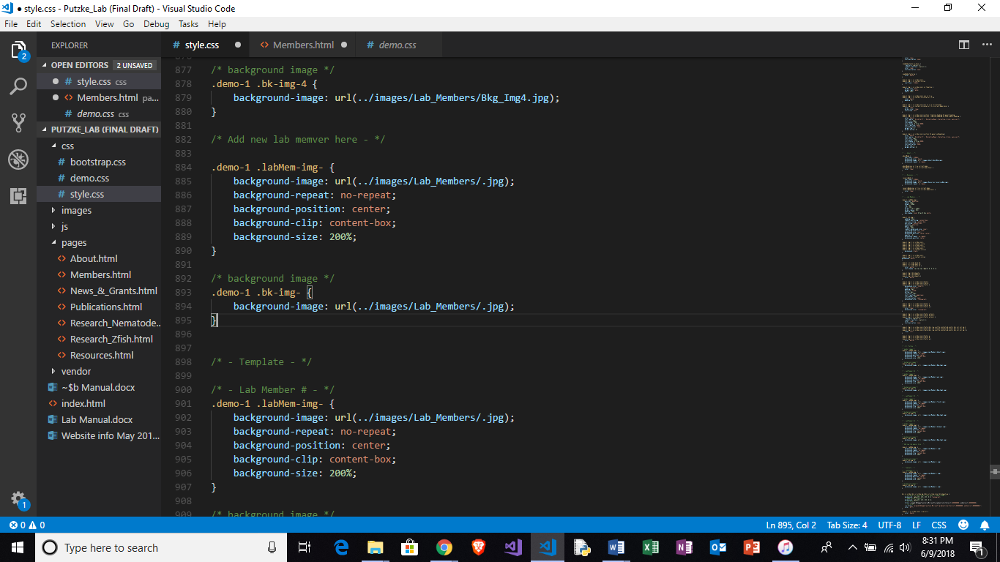 ● style.css - Putzke_Lab (Final Draft) - Visual Studio Code
File Edit Selection View Go Debug Tasks Help
EXPLORER
2
OPEN EDITORS 2 UNSAVED
# style.css css
<> Members.html pa...
# demo.css css
PUTZKE_LAB (FINAL DRAFT)
css
# bootstrap.css
# demo.css
# style.css
images
js
pages
<> About.html
<> Members.html
<> News_&_Grants.html
<> Publications.html
<> Research_Nematode...
<> Research_Zfish.html
<> Resources.html
vendor
~$b Manual.docx
<> index.html
Lab Manual.docx
Website info May 201...
1
# style.css ● <> Members.html ● # demo.css
877 /* background image */
878 .demo-1 .bk-img-4 {
879 background-image: url(../images/Lab_Members/Bkg_Img4.jpg);
880 }
881
882 /* Add new lab memver here - */
883
884 .demo-1 .labMem-img- {
885 background-image: url(../images/Lab_Members/.jpg);
886 background-repeat: no-repeat;
887 background-position: center;
888 background-clip: content-box;
889 background-size: 200%;
890 }
891
892 /* background image */
893 .demo-1 .bk-img- {
894 background-image: url(../images/Lab_Members/.jpg);
895 }
896
897
898 /* - Template - */
899
900 /* - Lab Member # - */
901 .demo-1 .labMem-img- {
902 background-image: url(../images/Lab_Members/.jpg);
903 background-repeat: no-repeat;
904 background-position: center;
905 background-clip: content-box;
906 background-size: 200%;
907 }
908
909 /* background image */
0 0 Ln 895, Col 2 Tab Size: 4 UTF-8 LF CSS
Type here to search
8:31 PM
6/9/2018
1